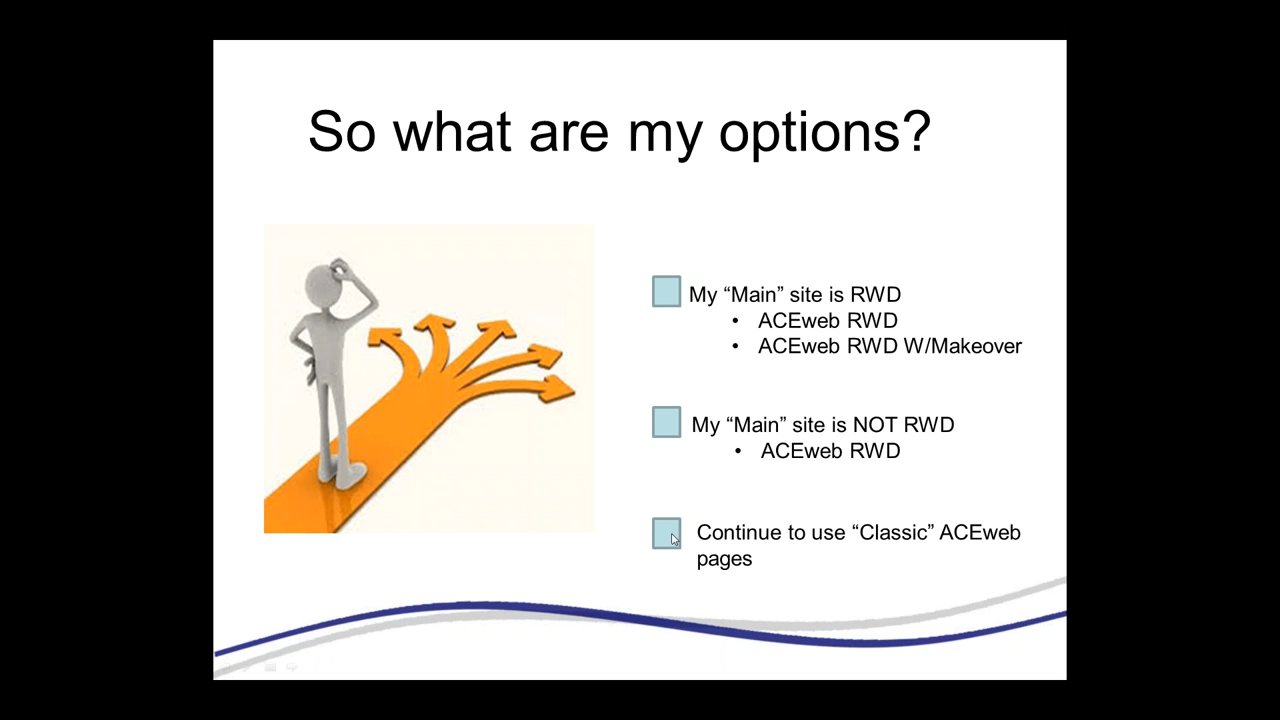 So what are my options?
My “Main” site is RWD
• ACEweb RWD
• ACEweb RWD W/Makeover
My “Main” site is NOT RWD
• ACEweb RWD
Continue to use “Classic” ACEweb
pages